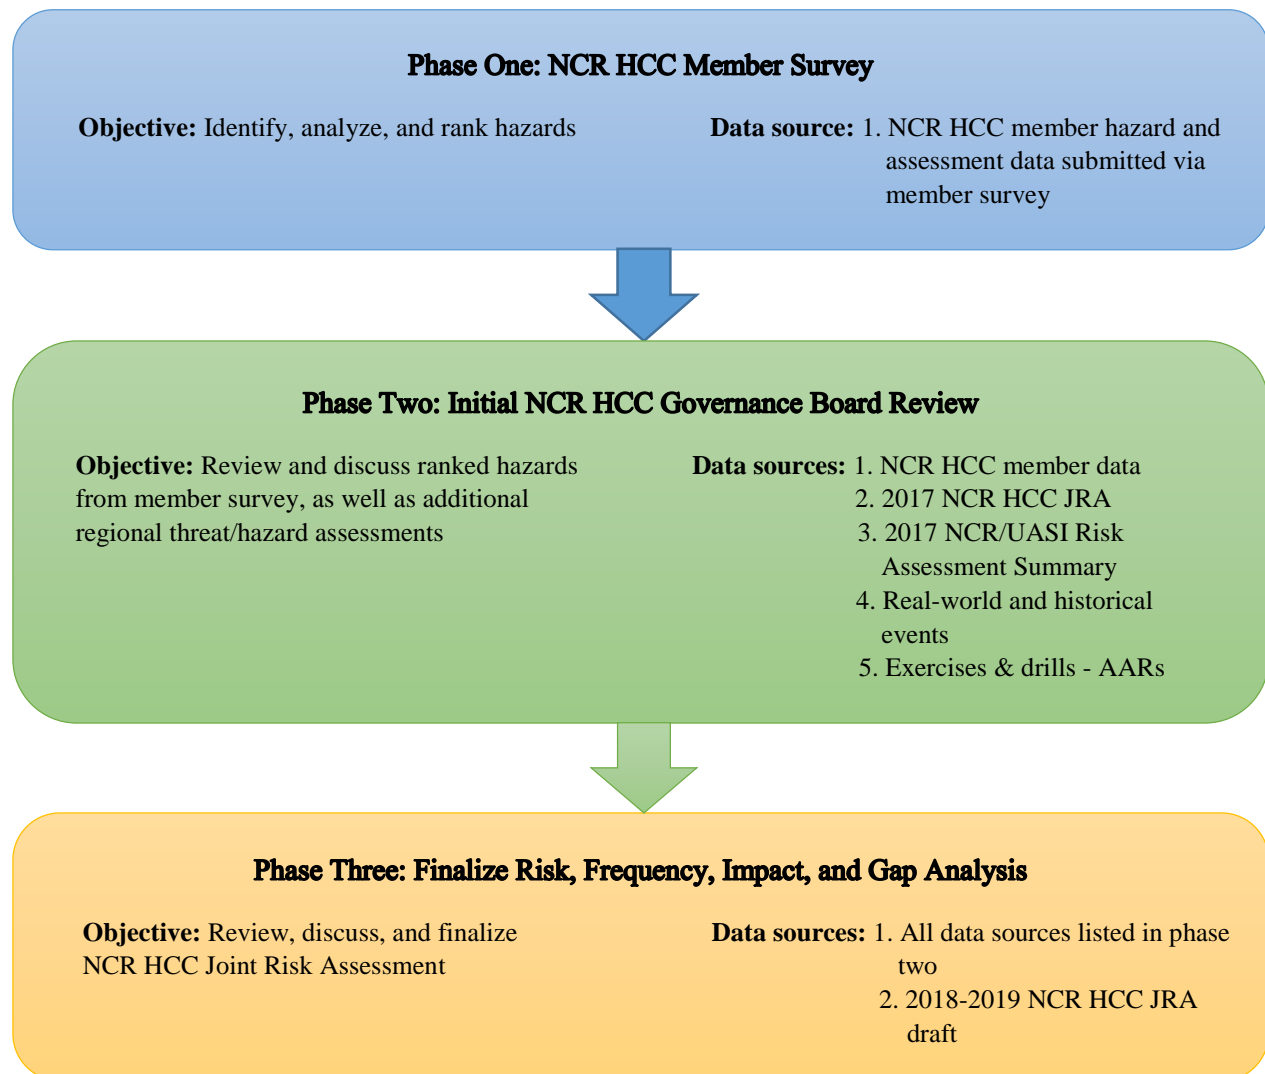 Phase One: NCR HCC Member Survey
Objective: Identify, analyze, and rank hazards
Data source: 1. NCR HCC member hazard and
assessment data submitted via
member survey
Phase Two: Initial NCR HCC Governance Board Review
Objective: Review and discuss ranked hazards
from member survey, as well as additional
regional threat/hazard assessments
Data sources: 1. NCR HCC member data
2. 2017 NCR HCC JRA
3. 2017 NCR/UASI Risk
Assessment Summary
4. Real-world and historical
events
5. Exercises & drills - AARs
Phase Three: Finalize Risk, Frequency, Impact, and Gap Analysis
Objective: Review, discuss, and finalize
NCR HCC Joint Risk Assessment
Data sources: 1. All data sources listed in phase
two
2. 2018-2019 NCR HCC JRA
draft